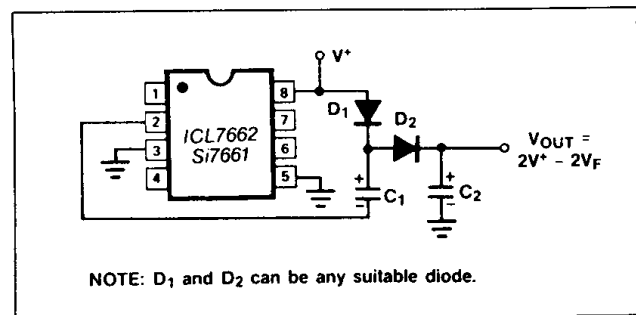 V+
1
8
D1
D2
2
7
ICL7662
Si7661
VOUT =
2V+ − 2VF
3
6
4
5
+
−
C1
+
−
C2
NOTE: D1 and D2 can be any suitable diode.